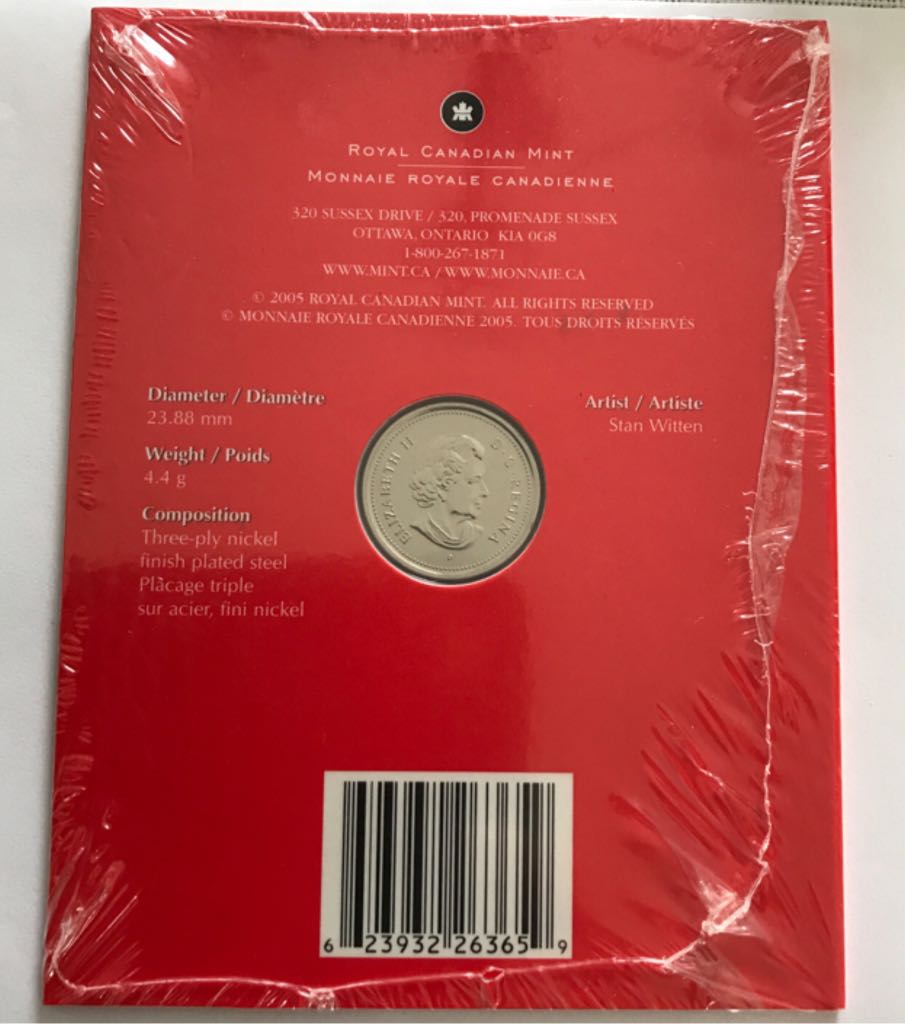 ROYAL CANADIAN MINT
MONNAIE ROYALE CANADIENNE
320 SUSSEX DRIVE / 320, PROMENADE SUSSEX
OTTAWA, ONTARIO K1A 0G8
1-800-267-1871
WWW.MINT.CA / WWW.MONNAIE.CA
© 2005 ROYAL CANADIAN MINT. ALL RIGHTS RESERVED
© MONNAIE ROYALE CANADIENNE 2005. TOUS DROITS RÉSERVÉS
Diameter / Diamètre
23.88 mm
Weight / Poids
4.4 g
Composition
Three-ply nickel
finish plated steel
Plâcage triple
sur acier, fini nickel
ELIZABETH II D·G·REGINA
P
Artist / Artiste
Stan Witten
6 23932 26365 9